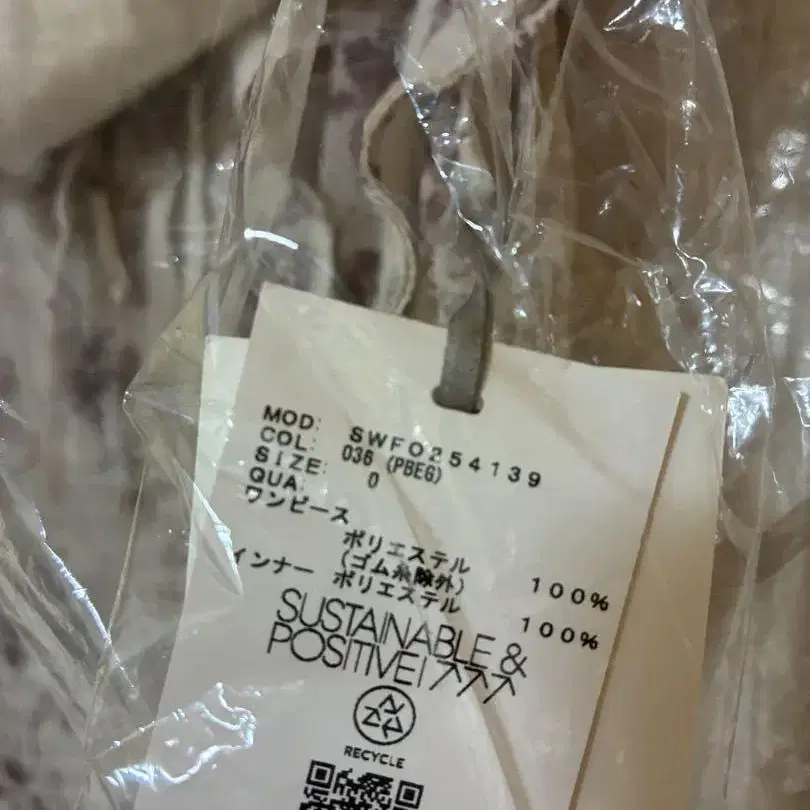 MOD: SWFO254139
COL: 036 (PBEG)
SIZE: 0
QUA:
ワンピース
ポリエステル 100%
(ゴム糸除外)
インナー ポリエステル 100%
SUSTAINABLE &
POSITIVE! ↗↗↗
RECYCLE